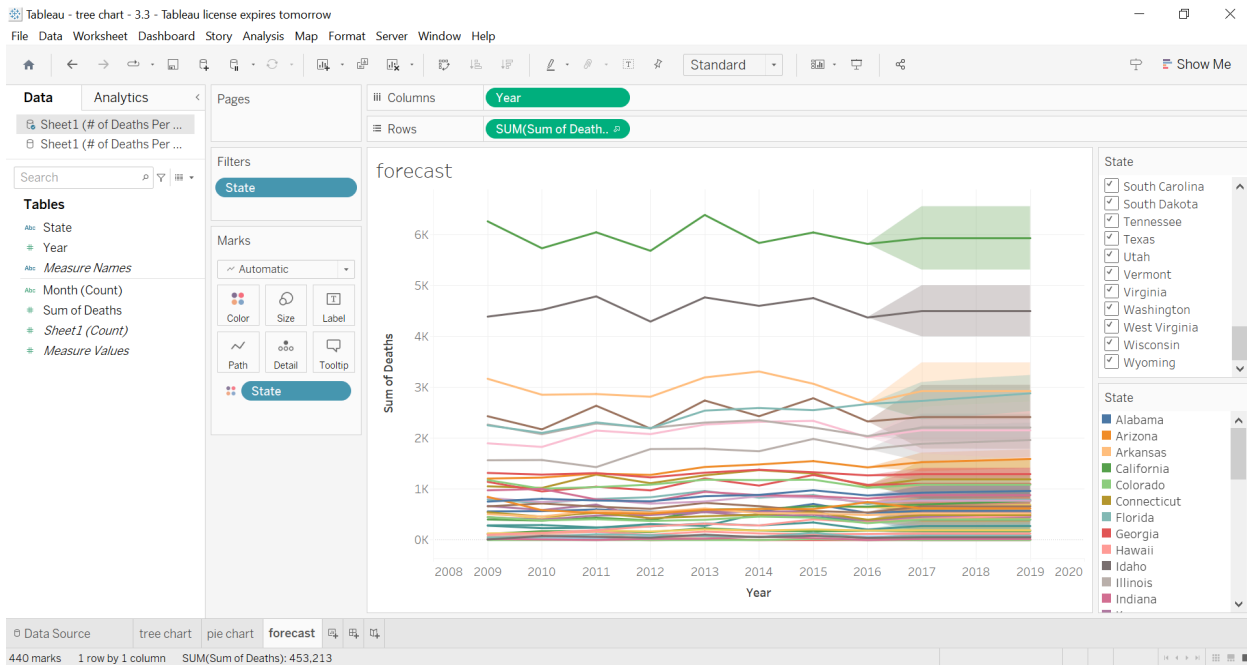 Tableau - tree chart - 3.3 - Tableau license expires tomorrow
File Data Worksheet Dashboard Story Analysis Map Format Server Window Help
Standard
Show Me
Data Analytics
Sheet1 (# of Deaths Per ...
Sheet1 (# of Deaths Per ...
Search
Tables
Abc State
# Year
Abc Measure Names
Abc Month (Count)
# Sum of Deaths
# Sheet1 (Count)
# Measure Values
Pages
Filters
State
Marks
Automatic
Color Size Label
Path Detail Tooltip
State
Columns Year
Rows SUM(Sum of Death..
forecast
6K
5K
4K
3K
2K
1K
0K
Sum of Deaths
2008 2009 2010 2011 2012 2013 2014 2015 2016 2017 2018 2019 2020
Year
State
South Carolina
South Dakota
Tennessee
Texas
Utah
Vermont
Virginia
Washington
West Virginia
Wisconsin
Wyoming
State
Alabama
Arizona
Arkansas
California
Colorado
Connecticut
Florida
Georgia
Hawaii
Idaho
Illinois
Indiana
Data Source tree chart pie chart forecast
440 marks 1 row by 1 column SUM(Sum of Deaths): 453,213